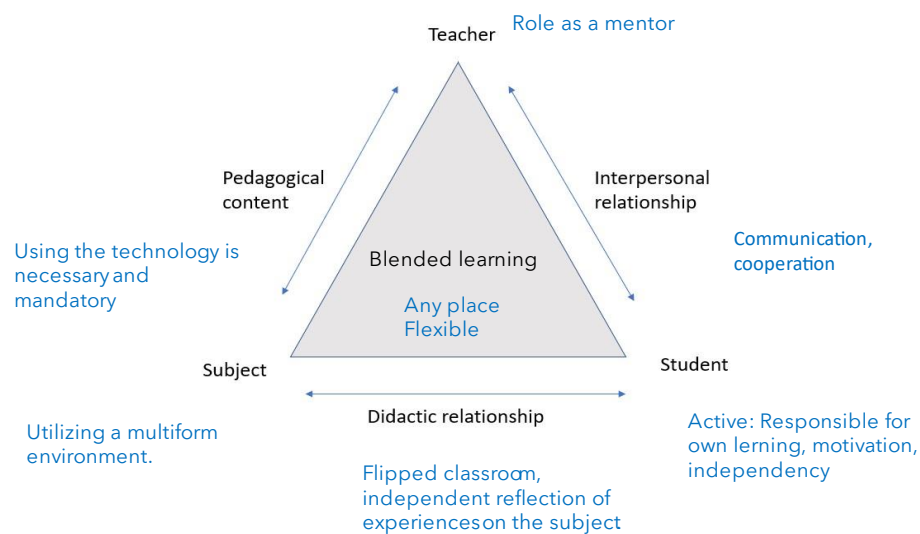 Role as a mentor
Teacher
Pedagogical
content
Interpersonal
relationship
Using the technology is
necessary and
mandatory
Communication,
cooperation
Blended learning
Any place
Flexible
Subject
Student
Didactic relationship
Utilizing a multiform
environment.
Active: Responsible for
own lerning, motivation,
independency
Flipped classroom,
independent reflection of
experiences on the subject